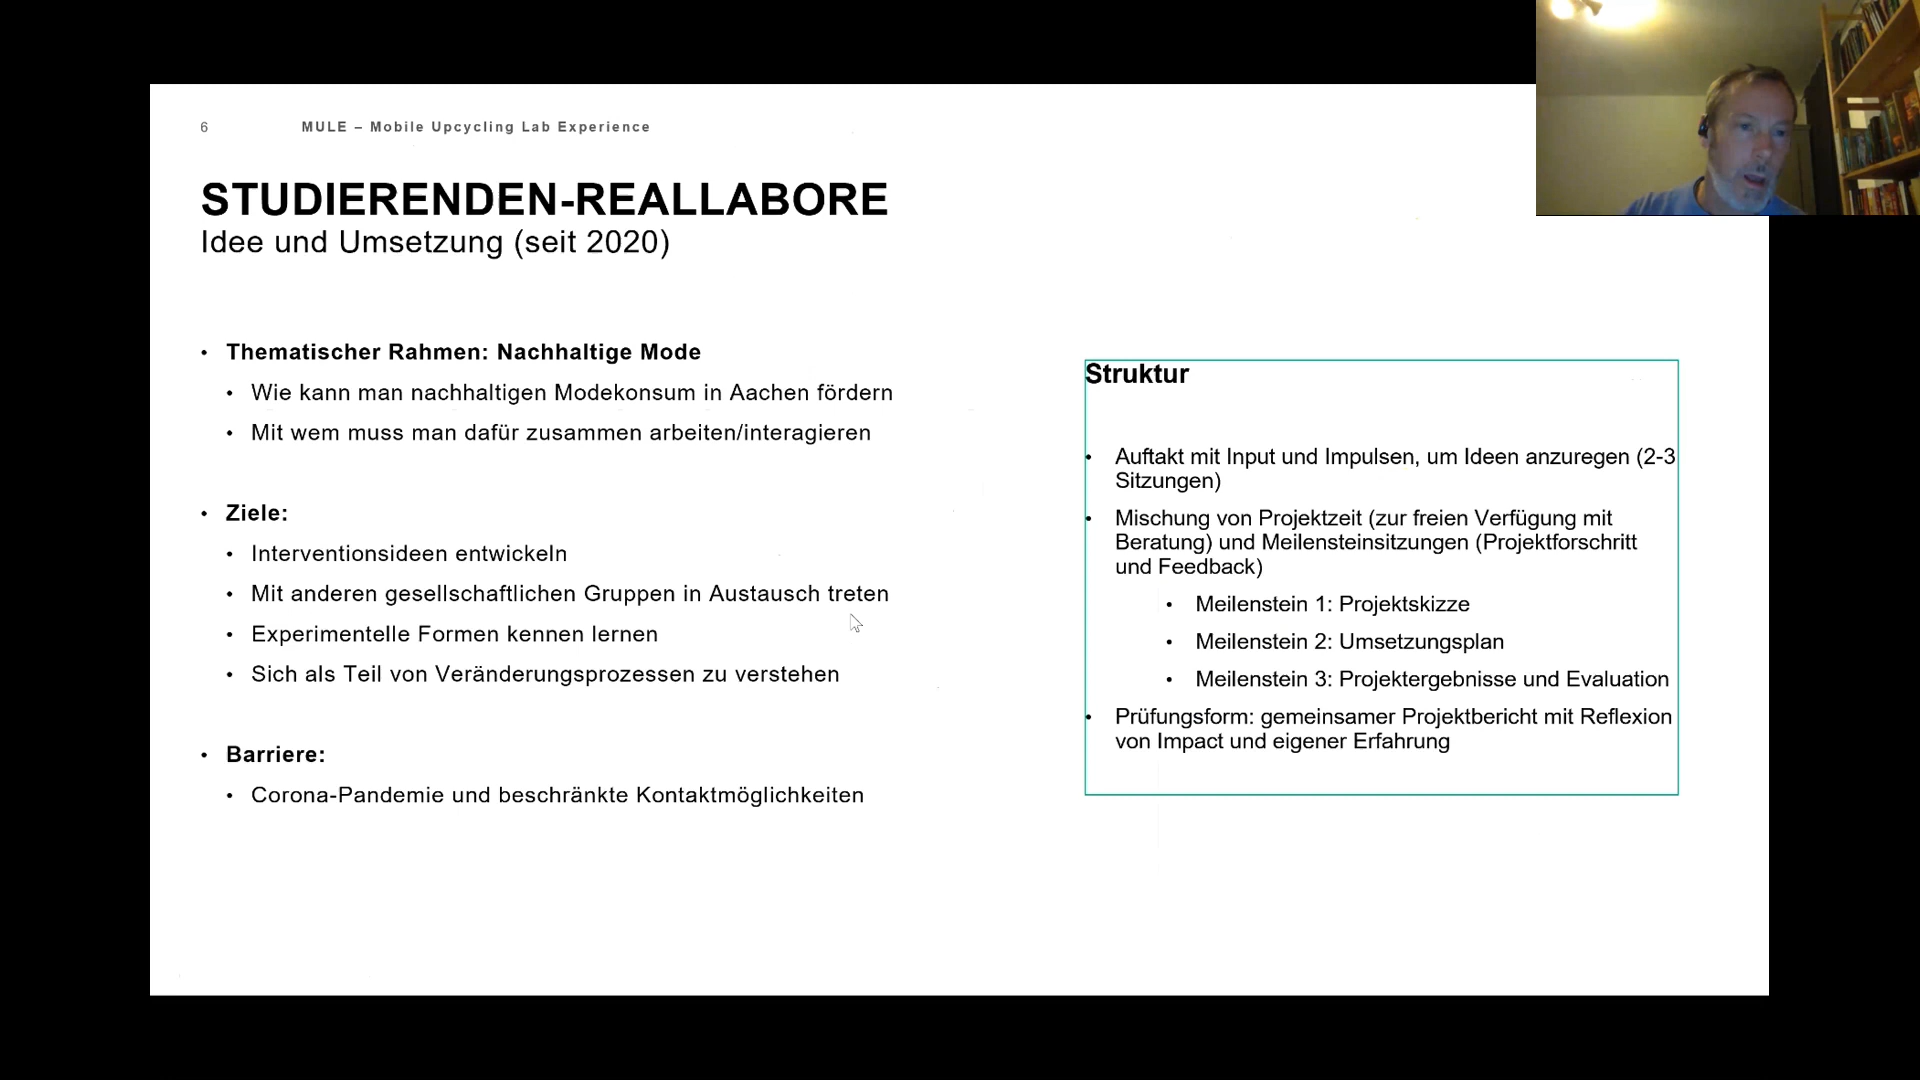 6
MULE – Mobile Upcycling Lab Experience
STUDIERENDEN-REALLABORE
Idee und Umsetzung (seit 2020)
• Thematischer Rahmen: Nachhaltige Mode
• Wie kann man nachhaltigen Modekonsum in Aachen fördern
• Mit wem muss man dafür zusammen arbeiten/interagieren
• Ziele:
• Interventionsideen entwickeln
• Mit anderen gesellschaftlichen Gruppen in Austausch treten
• Experimentelle Formen kennen lernen
• Sich als Teil von Veränderungsprozessen zu verstehen
• Barriere:
• Corona-Pandemie und beschränkte Kontaktmöglichkeiten
Struktur
• Auftakt mit Input und Impulsen, um Ideen anzuregen (2-3
Sitzungen)
• Mischung von Projektzeit (zur freien Verfügung mit
Beratung) und Meilensteinsitzungen (Projektforschritt
und Feedback)
• Meilenstein 1: Projektskizze
• Meilenstein 2: Umsetzungsplan
• Meilenstein 3: Projektergebnisse und Evaluation
• Prüfungsform: gemeinsamer Projektbericht mit Reflexion
von Impact und eigener Erfahrung